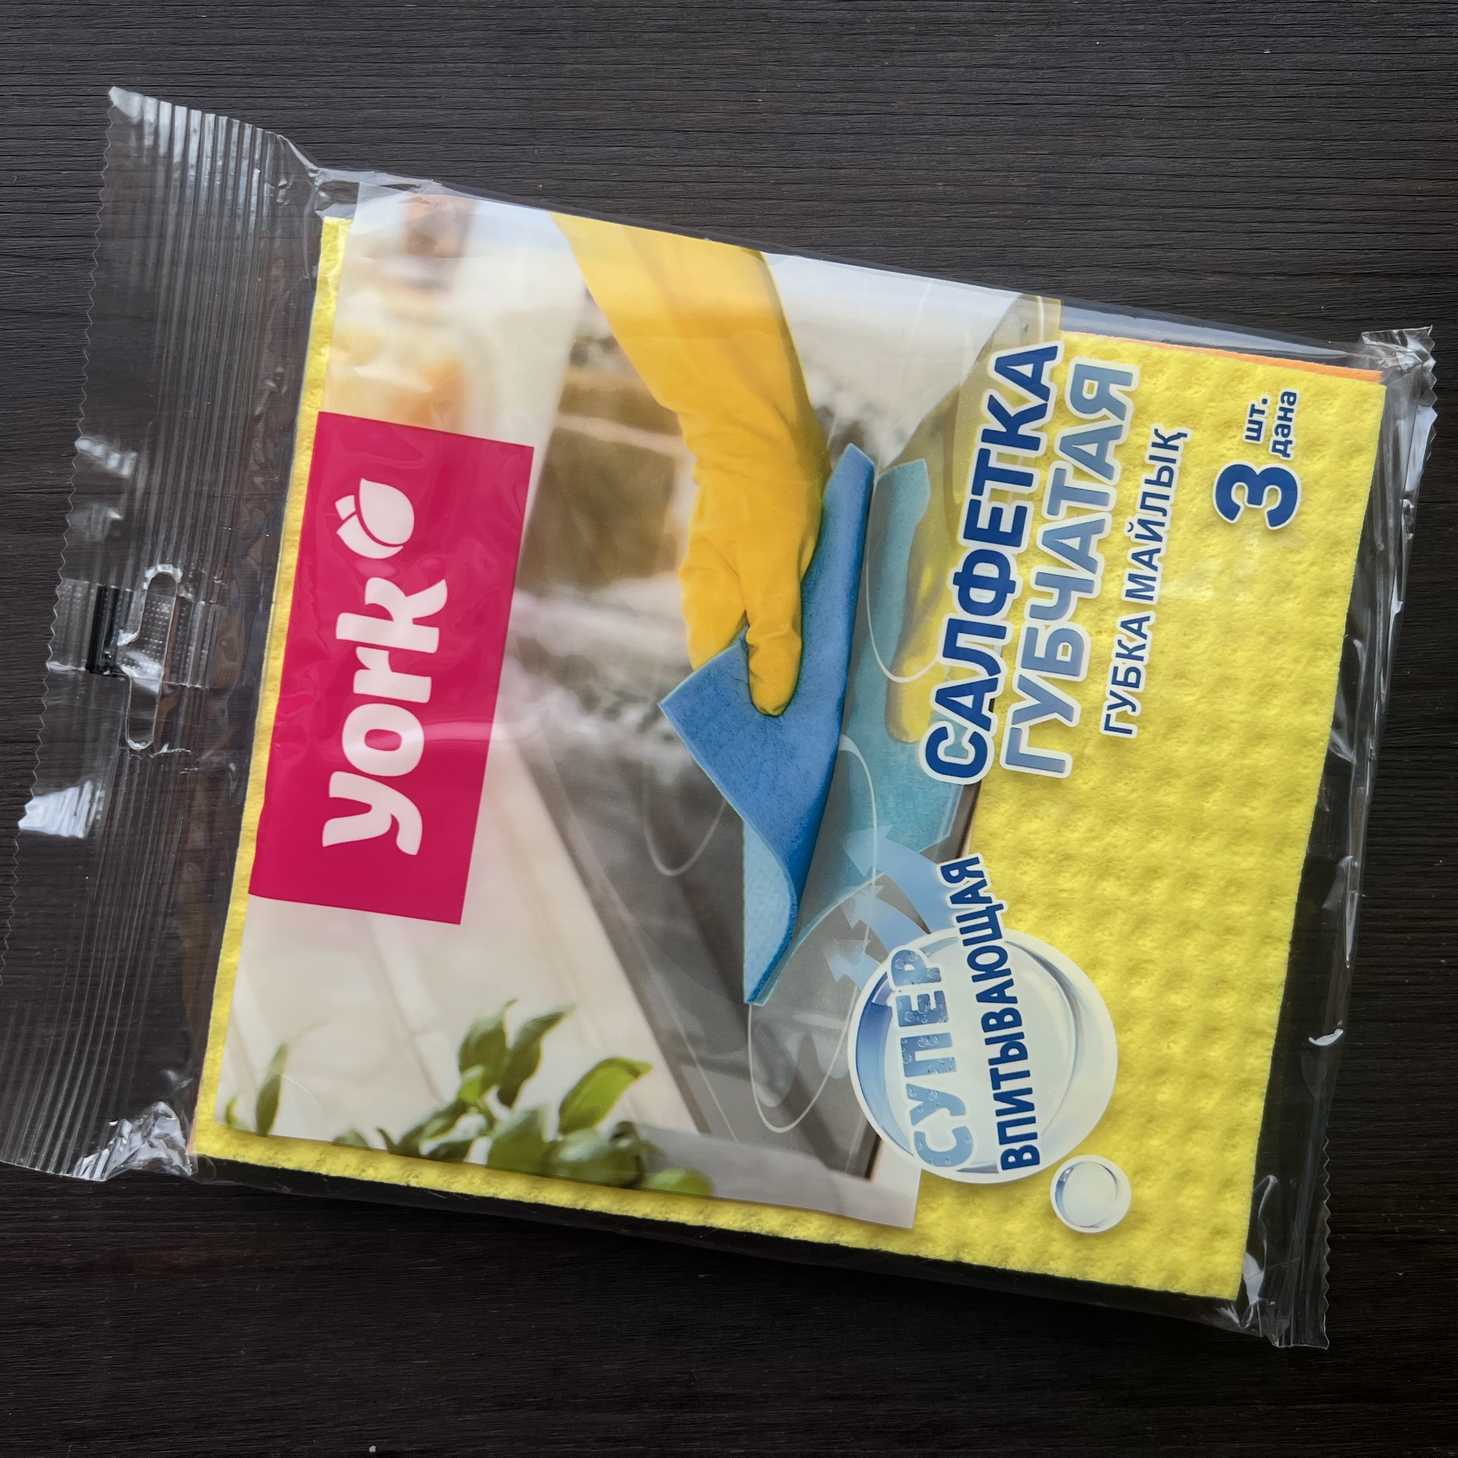 york
САЛФЕТКА
ГУБЧАТАЯ
ГУБКА МАЙЛЫҚ
3 шт.
дана
СУПЕР
ВПИТЫВАЮЩАЯ